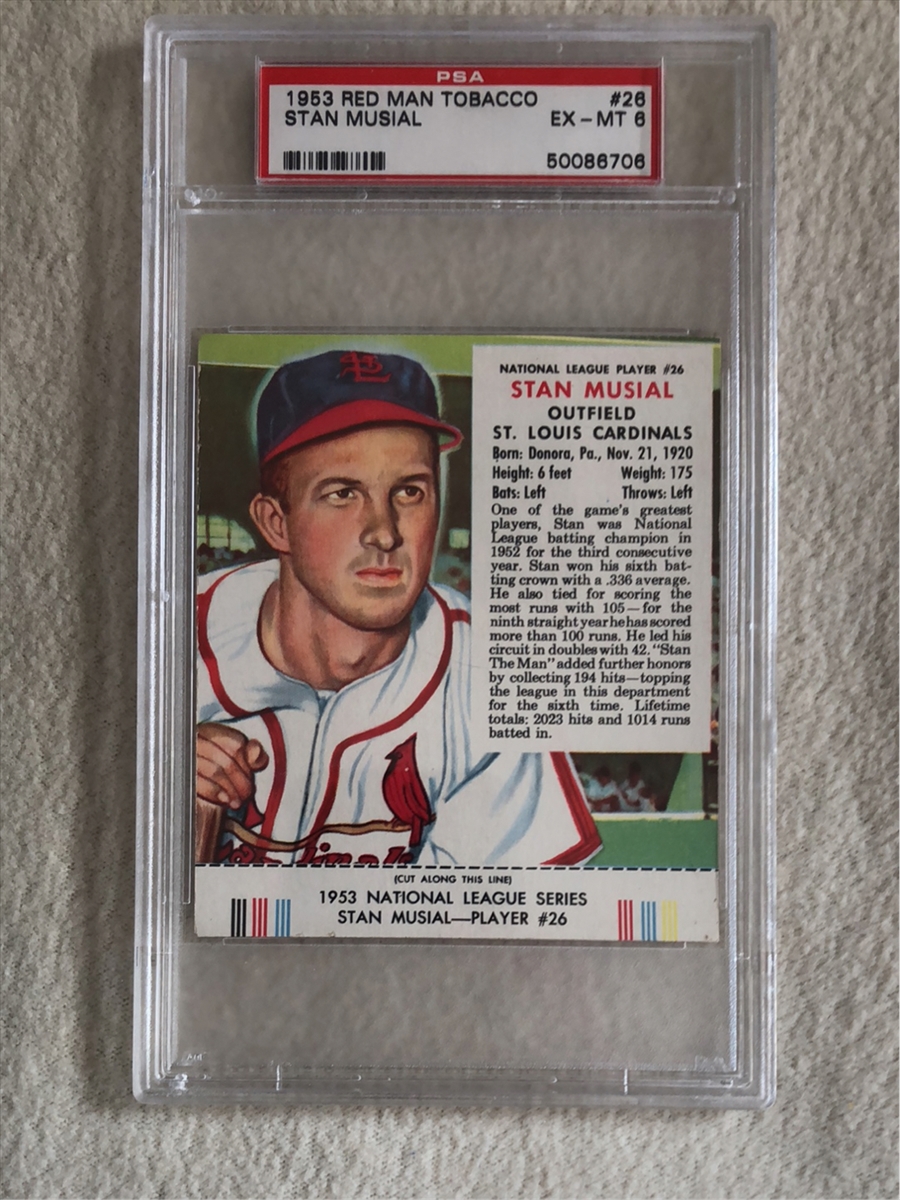 PSA
1953 RED MAN TOBACCO #26
STAN MUSIAL EX-MT 6
50086706
STL
NATIONAL LEAGUE PLAYER #26
STAN MUSIAL
OUTFIELD
ST. LOUIS CARDINALS
Born: Donora, Pa., Nov. 21, 1920
Height: 6 feet Weight: 175
Bats: Left Throws: Left
One of the game's greatest
players, Stan was National
League batting champion in
1952 for the third consecutive
year. Stan won his sixth bat-
ting crown with a .336 average.
He also tied for scoring the
most runs with 105—for the
ninth straight year he has scored
more than 100 runs. He led his
circuit in doubles with 42. "Stan
The Man" added further honors
by collecting 194 hits—topping
the league in this department
for the sixth time. Lifetime
totals: 2023 hits and 1014 runs
batted in.
Cardinals
(CUT ALONG THIS LINE)
1953 NATIONAL LEAGUE SERIES
STAN MUSIAL—PLAYER #26